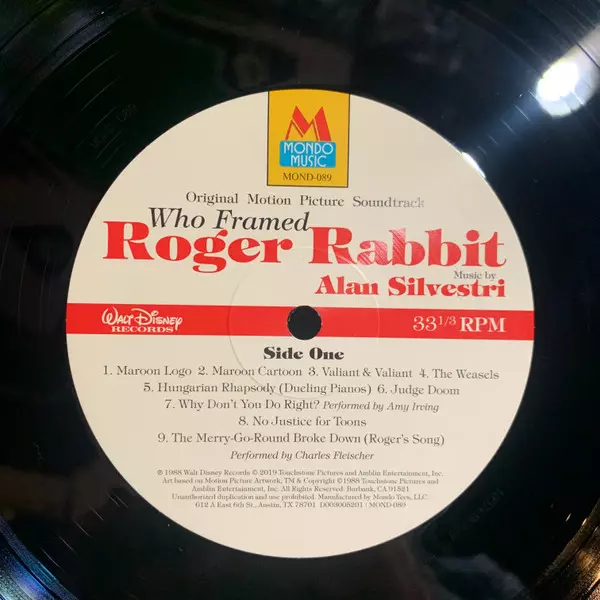 M
MONDO
MUSIC
MOND-089
Original Motion Picture Soundtrack
Who Framed
Roger Rabbit
Music by
Alan Silvestri
WALT DISNEY
RECORDS
33 1/3 RPM
Side One
1. Maroon Logo 2. Maroon Cartoon 3. Valiant & Valiant 4. The Weasels
5. Hungarian Rhapsody (Dueling Pianos) 6. Judge Doom
7. Why Don't You Do Right? Performed by Amy Irving
8. No Justice for Toons
9. The Merry-Go-Round Broke Down (Roger's Song)
Performed by Charles Fleischer
℗ 1988 Walt Disney Records © 2019 Touchstone Pictures and Amblin Entertainment, Inc.
Art based on Motion Picture Artwork, TM & Copyright © 1988 Touchstone Pictures and
Amblin Entertainment, Inc. All Rights Reserved· Burbank, CA 91521
Unauthorized duplication and use prohibited. Manufactured by Mondo Tees, LLC.
612 A East 6th St., Austin, TX 78701 D003006201 | MOND-089